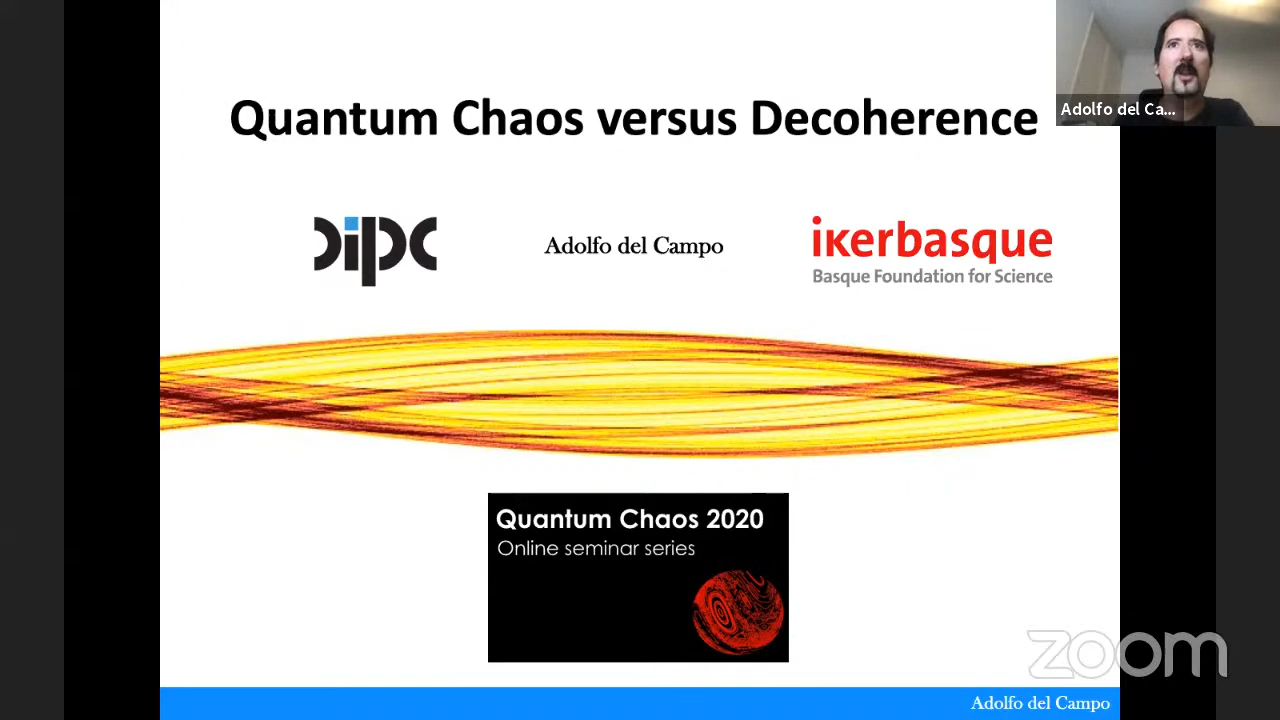 Quantum Chaos versus Decoherence
Adolfo del Ca...
dipc
Adolfo del Campo
ikerbasque
Basque Foundation for Science
Quantum Chaos 2020
Online seminar series
zoom
Adolfo del Campo